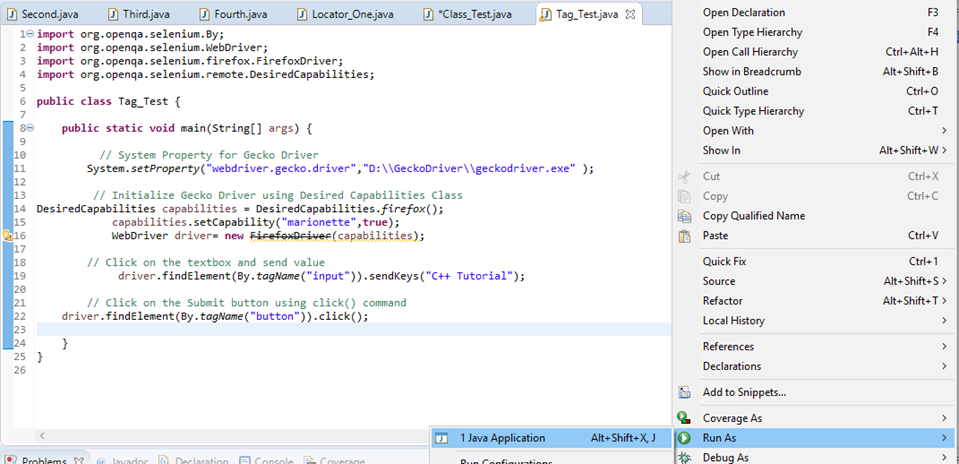 Second.java Third.java Fourth.java Locator_One.java *Class_Test.java Tag_Test.java
1 import org.openqa.selenium.By;
2 import org.openqa.selenium.WebDriver;
3 import org.openqa.selenium.firefox.FirefoxDriver;
4 import org.openqa.selenium.remote.DesiredCapabilities;
5
6 public class Tag_Test {
7
8 public static void main(String[] args) {
9
10 // System Property for Gecko Driver
11 System.setProperty("webdriver.gecko.driver","D:\\GeckoDriver\\geckodriver.exe" );
12
13 // Initialize Gecko Driver using Desired Capabilities Class
14 DesiredCapabilities capabilities = DesiredCapabilities.firefox();
15 capabilities.setCapability("marionette",true);
16 WebDriver driver= new FirefoxDriver(capabilities);
17
18 // Click on the textbox and send value
19 driver.findElement(By.tagName("input")).sendKeys("C++ Tutorial");
20
21 // Click on the Submit button using click() command
22 driver.findElement(By.tagName("button")).click();
23
24 }
25 }
26
Open Declaration F3
Open Type Hierarchy F4
Open Call Hierarchy Ctrl+Alt+H
Show in Breadcrumb Alt+Shift+B
Quick Outline Ctrl+O
Quick Type Hierarchy Ctrl+T
Open With
Show In Alt+Shift+W
Cut Ctrl+X
Copy Ctrl+C
Copy Qualified Name
Paste Ctrl+V
Quick Fix Ctrl+1
Source Alt+Shift+S
Refactor Alt+Shift+T
Local History
References
Declarations
Add to Snippets...
Coverage As
Run As
Debug As
1 Java Application Alt+Shift+X, J
Run Configurations...
Problems Javadoc Declaration Console Coverage